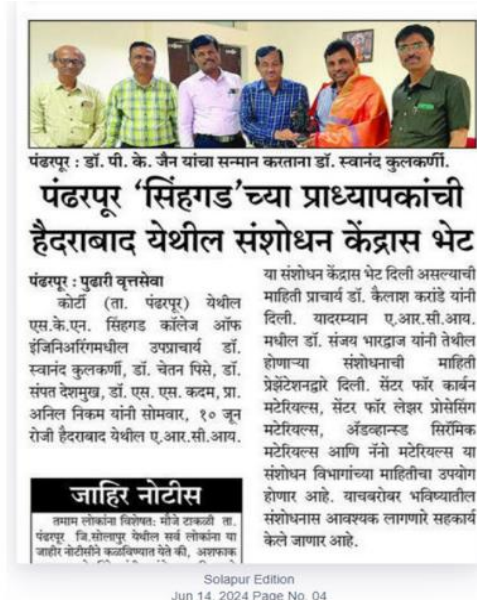 पंढरपूर : डॉ. पी. के. जैन यांचा सन्मान करताना डॉ. स्वानंद कुलकर्णी.
पंढरपूर ‘सिंहगड’च्या प्राध्यापकांची
हैदराबाद येथील संशोधन केंद्रास भेट
पंढरपूर : पुढारी वृत्तसेवा
कोर्टी (ता. पंढरपूर) येथील
एस.के.एन. सिंहगड कॉलेज ऑफ
इंजिनिअरिंगमधील उपप्राचार्य डॉ.
स्वानंद कुलकर्णी, डॉ. चेतन पिसे, डॉ.
संपत देशमुख, डॉ. एस. एस. कदम, प्रा.
अनिल निकम यांनी सोमवार, १० जून
रोजी हैदराबाद येथील ए.आर.सी.आय.
या संशोधन केंद्रास भेट दिली असल्याची
माहिती प्राचार्य डॉ. कैलाश करांडे यांनी
दिली. यादरम्यान ए.आर.सी.आय.
मधील डॉ. संजय भारद्वाज यांनी तेथील
होणाऱ्या संशोधनाची माहिती
प्रेझेंटेशनद्वारे दिली. सेंटर फॉर कार्बन
मटेरियल्स, सेंटर फॉर लेझर प्रोसेसिंग
मटेरियल्स, अ‍ॅडव्हान्स्ड सिरॅमिक
मटेरियल्स आणि नॅनो मटेरियल्स या
संशोधन विभागांच्या माहितीचा उपयोग
होणार आहे. याचबरोबर भविष्यातील
संशोधनास आवश्यक लागणारे सहकार्य
केले जाणार आहे.
जाहिर नोटीस
तमाम लोकांना विशेषत: मौजे टाकळी ता.
पंढरपूर जि.सोलापूर येथील सर्व लोकांना या
जाहीर नोटीसीने कळविण्यात येते की, अशफाक
Solapur Edition
Jun 14, 2024 Page No. 04